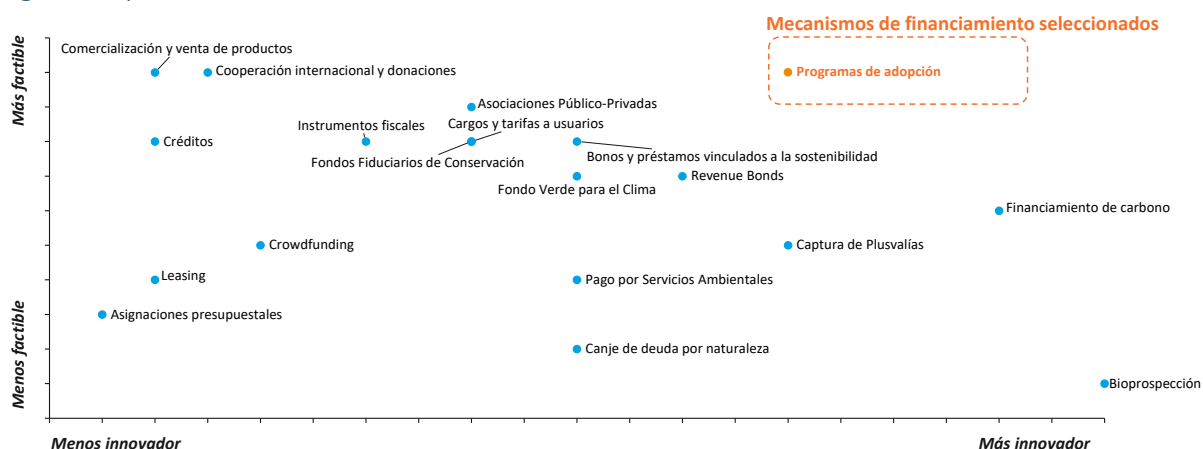 Mecanismos de financiamiento seleccionados
Más factible
Comercialización y venta de productos
Cooperación internacional y donaciones
Programas de adopción
Asociaciones Público-Privadas
Instrumentos fiscales
Cargos y tarifas a usuarios
Créditos
Fondos Fiduciarios de Conservación
Bonos y préstamos vinculados a la sostenibilidad
Fondo Verde para el Clima
Revenue Bonds
Financiamiento de carbono
Crowdfunding
Captura de Plusvalías
Leasing
Pago por Servicios Ambientales
Asignaciones presupuestales
Menos factible
Canje de deuda por naturaleza
Bioprospección
Menos innovador
Más innovador